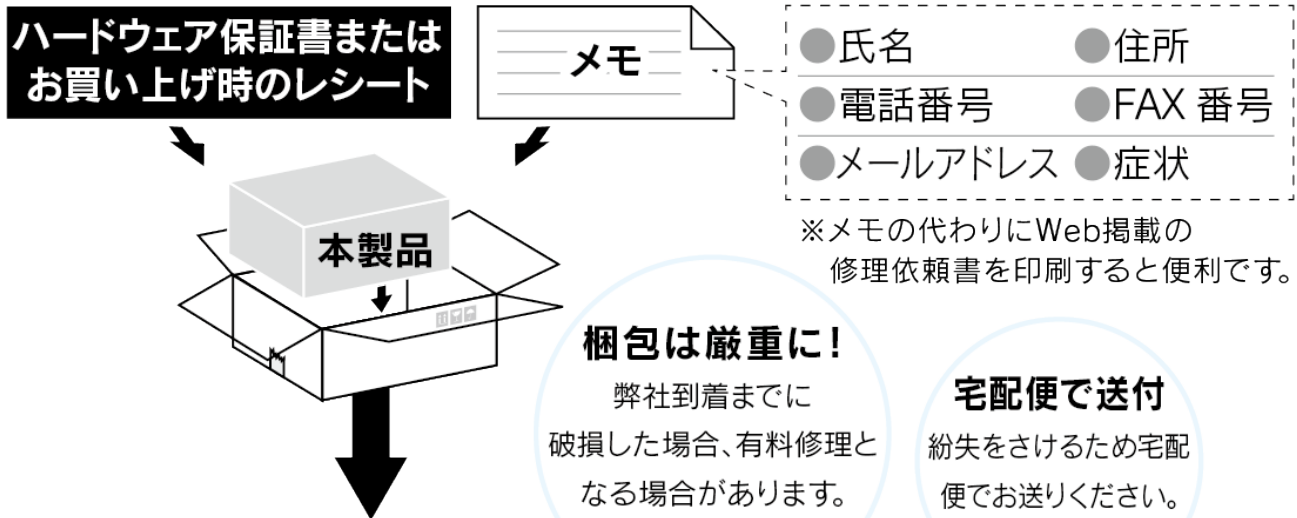 ハードウェア保証書または
お買い上げ時のレシート
メモ
●氏名 ●住所
●電話番号 ●FAX 番号
●メールアドレス ●症状
※メモの代わりにWeb掲載の
修理依頼書を印刷すると便利です。
本製品
梱包は厳重に!
弊社到着までに
破損した場合、有料修理と
なる場合があります。
宅配便で送付
紛失をさけるため宅配
便でお送りください。